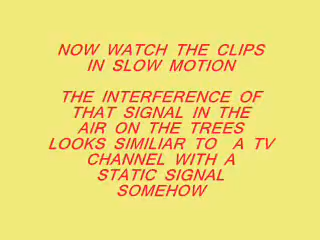 NOW WATCH THE CLIPS
IN SLOW MOTION
THE INTERFERENCE OF
THAT SIGNAL IN THE
AIR ON THE TREES
LOOKS SIMILIAR TO A TV
CHANNEL WITH A
STATIC SIGNAL
SOMEHOW